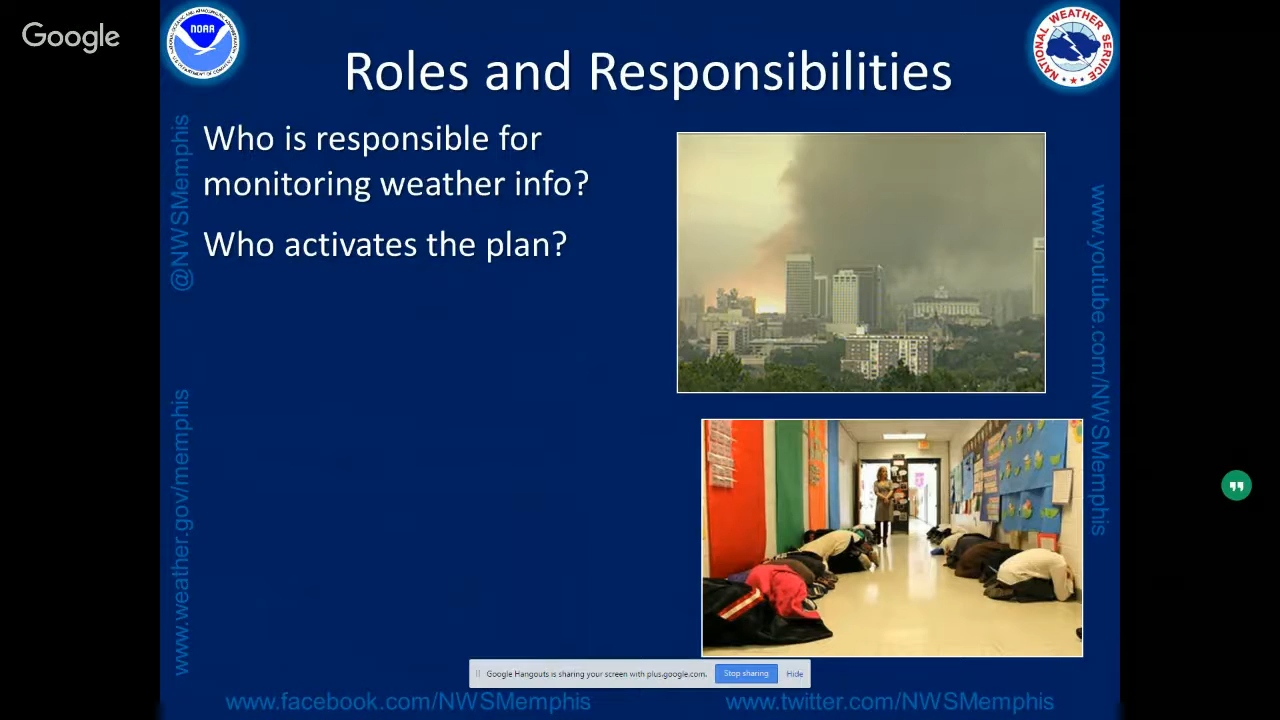 Google
NOAA
NATIONAL WEATHER SERVICE
Roles and Responsibilities
Who is responsible for
monitoring weather info?
Who activates the plan?
@NWSMemphis
www.weather.gov/memphis
www.youtube.com/NWSMemphis
Google Hangouts is sharing your screen with plus.google.com.
Stop sharing
Hide
www.facebook.com/NWSMemphis
www.twitter.com/NWSMemphis